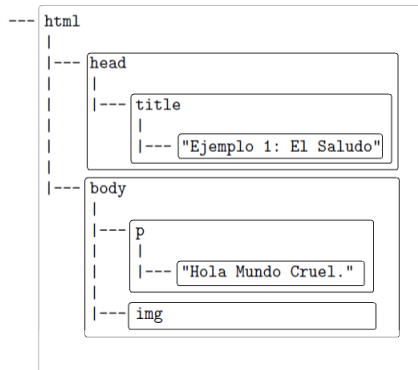 --- html
|
|--- head
| |
| |--- title
| | |
| | |--- "Ejemplo 1: El Saludo"
|
|--- body
|
|--- p
| |
| |--- "Hola Mundo Cruel."
|
|--- img